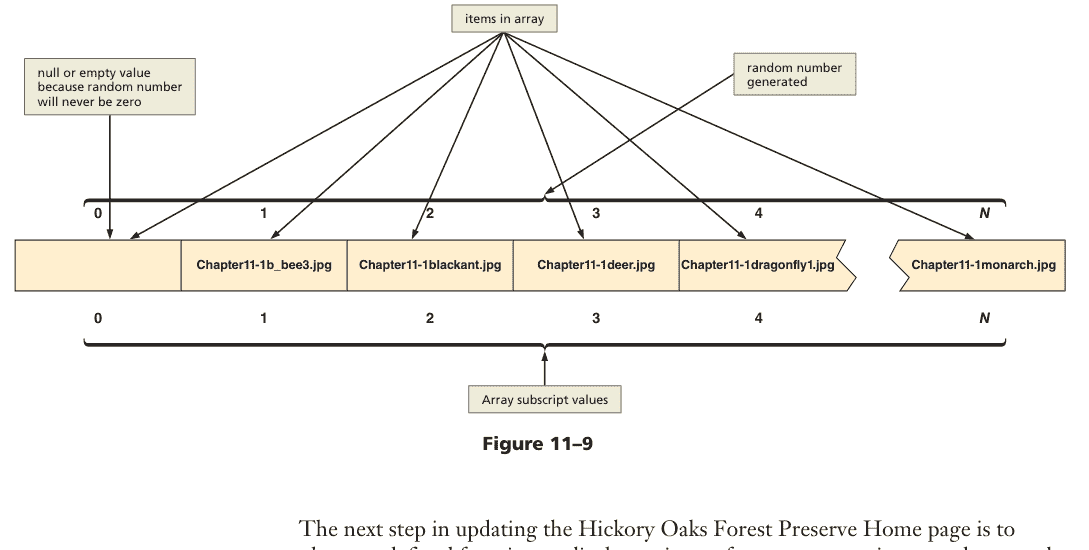 items in array
null or empty value
because random number
will never be zero
random number
generated
0 1 2 3 4 N
Chapter11-1b_bee3.jpg Chapter11-1blackant.jpg Chapter11-1deer.jpg Chapter11-1dragonfly1.jpg Chapter11-1monarch.jpg
0 1 2 3 4 N
Array subscript values
Figure 11–9
The next step in updating the Hickory Oaks Forest Preserve Home page is to